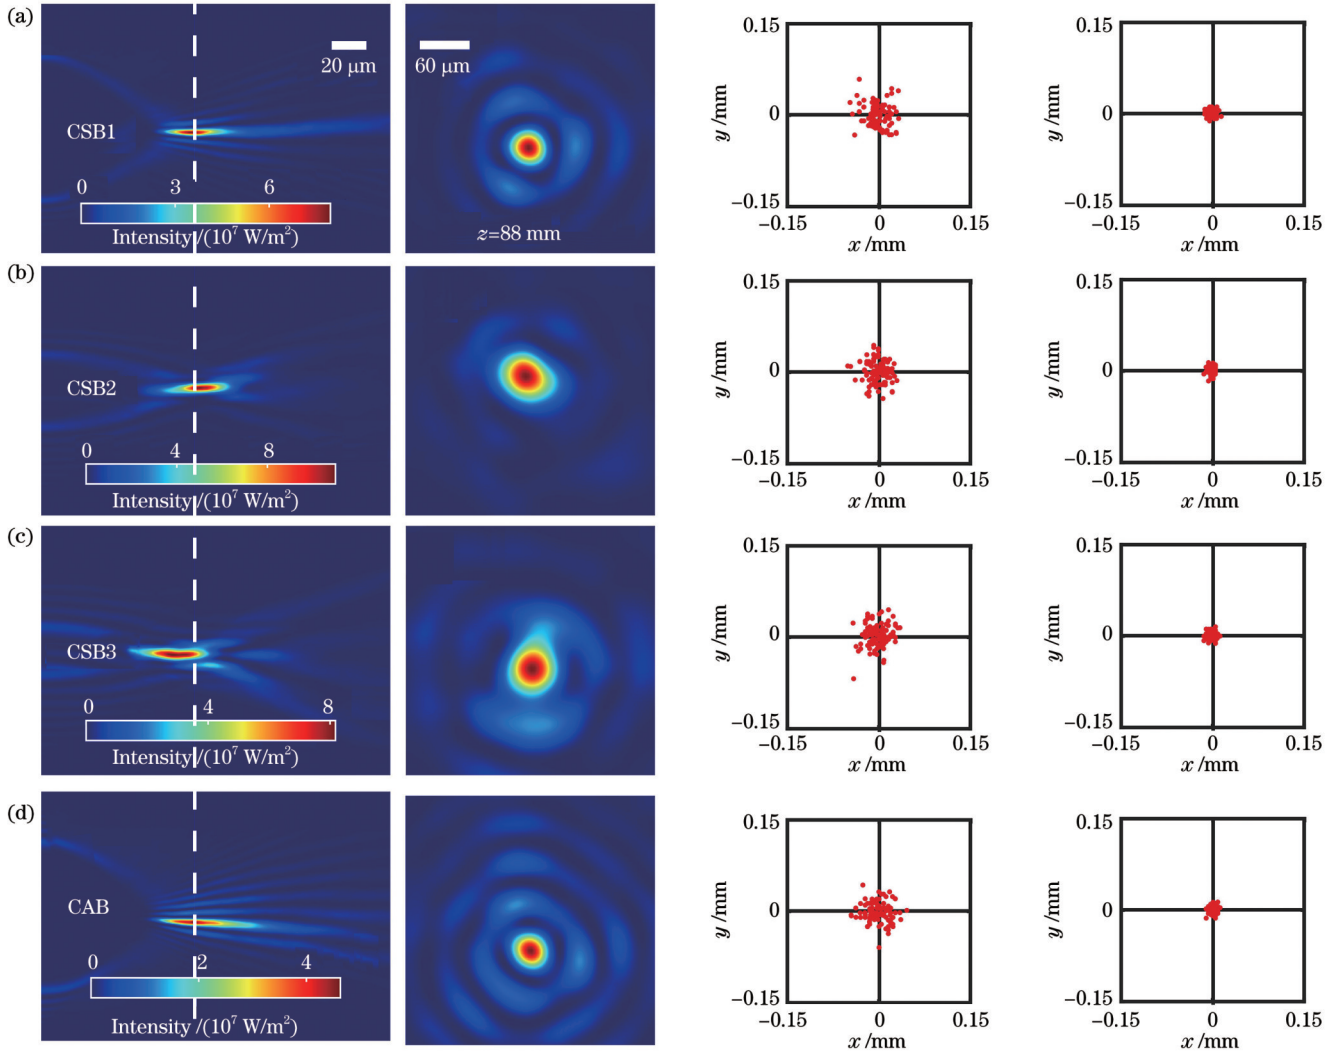 (a)
20 μm
60 μm
CSB1
0 3 6
Intensity /(10⁷ W/m²)
z=88 mm
0.15
y /mm
0
−0.15
−0.15 0 0.15
x /mm
0.15
y /mm
0
−0.15
−0.15 0 0.15
x /mm
(b)
CSB2
0 4 8
Intensity /(10⁷ W/m²)
0.15
y /mm
0
−0.15
−0.15 0 0.15
x /mm
0.15
y /mm
0
−0.15
−0.15 0 0.15
x /mm
(c)
CSB3
0 4 8
Intensity /(10⁷ W/m²)
0.15
y /mm
0
−0.15
−0.15 0 0.15
x /mm
0.15
y /mm
0
−0.15
−0.15 0 0.15
x /mm
(d)
CAB
0 2 4
Intensity /(10⁷ W/m²)
0.15
y /mm
0
−0.15
−0.15 0 0.15
x /mm
0.15
y /mm
0
−0.15
−0.15 0 0.15
x /mm